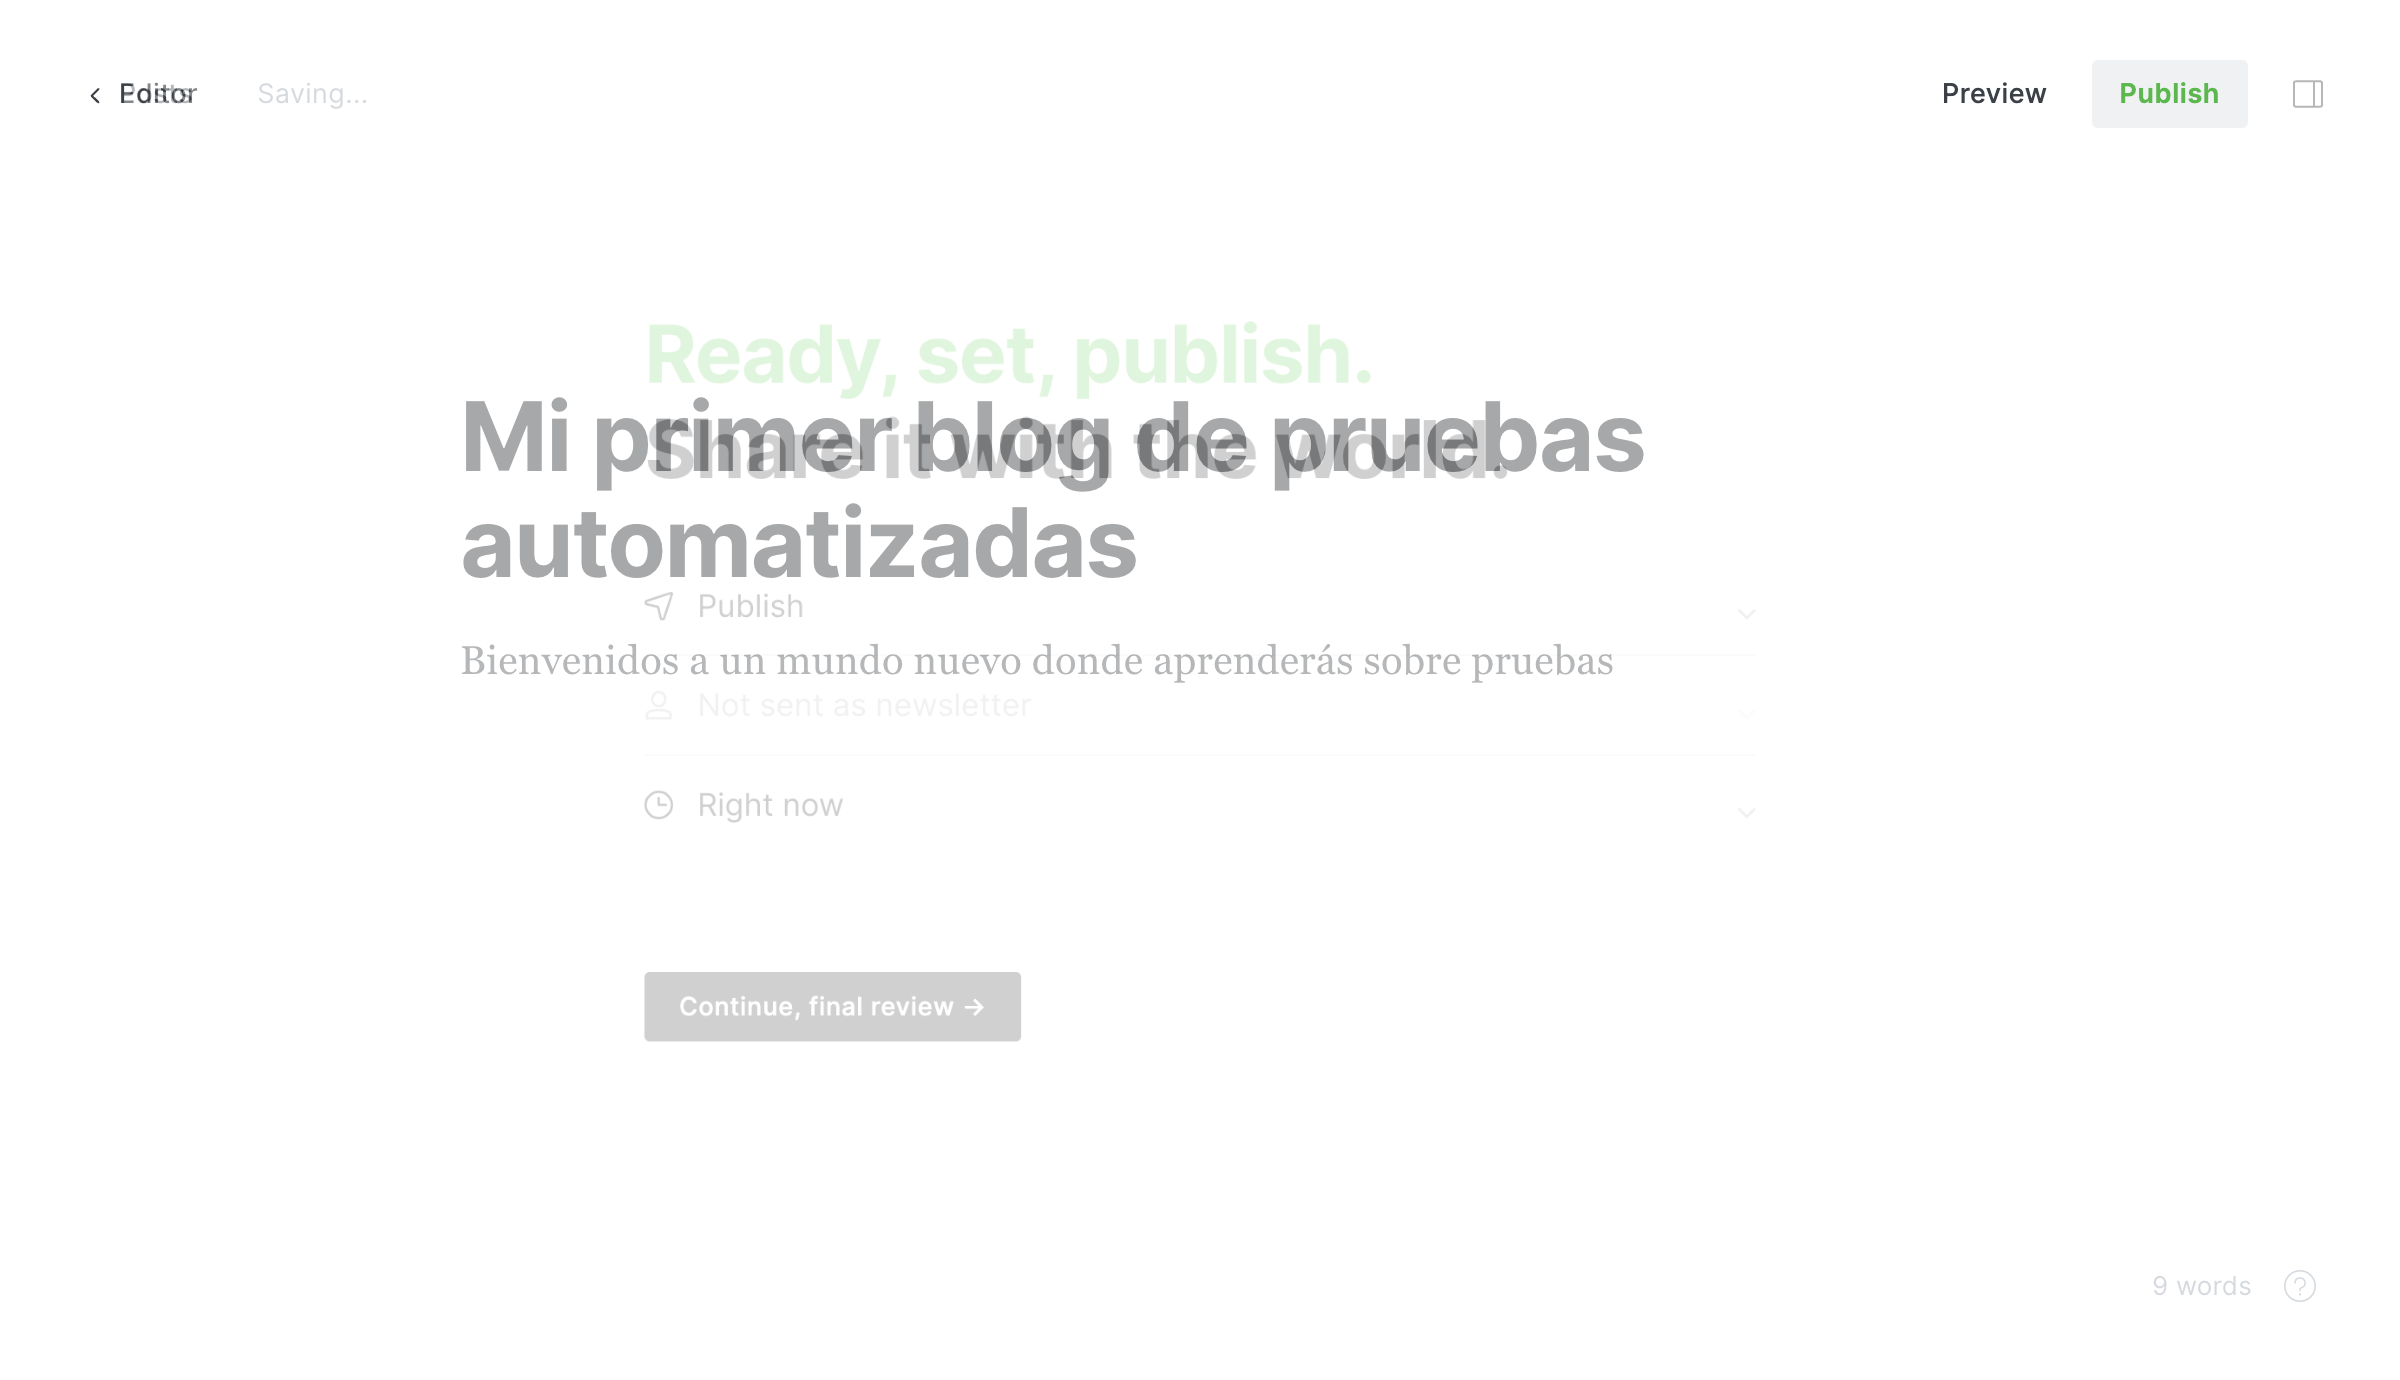 Editor
Saving...
Preview
Publish
Ready, set, publish.
Mi primer blog de pruebas
Share it with the world.
automatizadas
Publish
Bienvenidos a un mundo nuevo donde aprenderás sobre pruebas
Not sent as newsletter
Right now
Continue, final review →
9 words